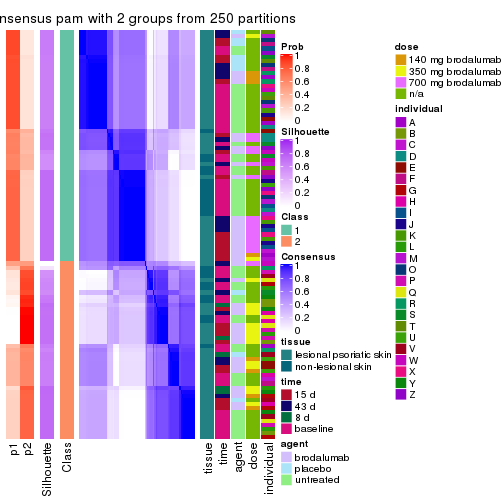 nsensus pam with 2 groups from 250 partitions
Prob
1
0.8
0.6
0.4
0.2
0
Silhouette
1
0.8
0.6
0.4
0.2
0
Class
1
2
Consensus
1
0.8
0.6
0.4
0.2
0
tissue
lesional psoriatic skin
non-lesional skin
time
15 d
43 d
8 d
baseline
agent
brodalumab
placebo
untreated
dose
140 mg brodalumab
350 mg brodalumab
700 mg brodalumab
n/a
individual
A
B
C
D
E
F
G
H
I
J
K
L
M
O
P
Q
R
S
T
U
V
W
X
Y
Z
p1
p2
Silhouette
Class
tissue
time
agent
dose
individual